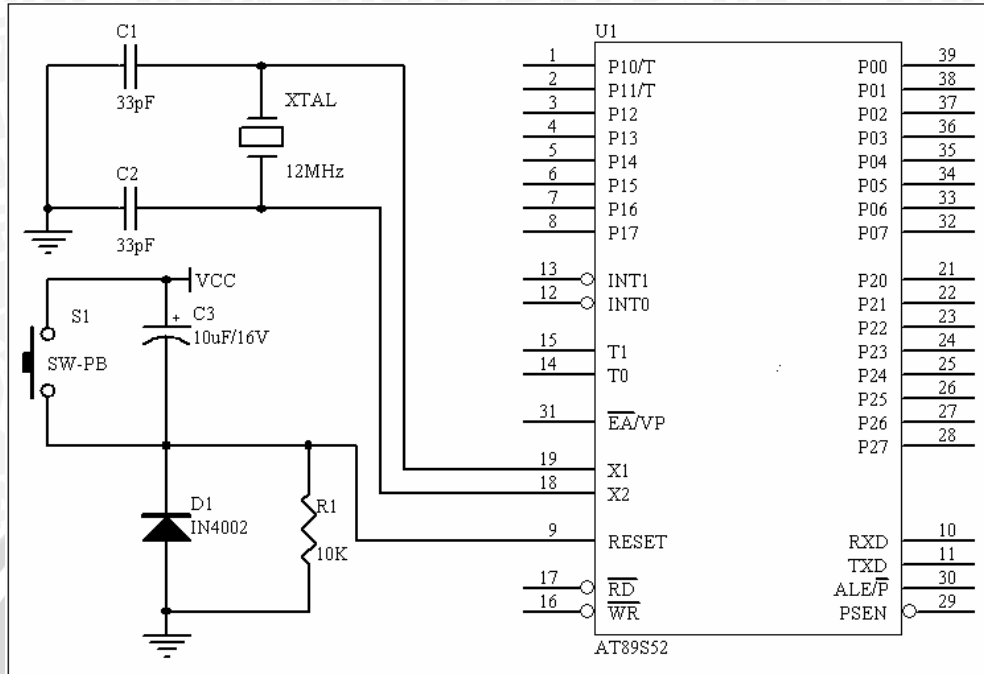 C1
33pF
XTAL
12MHz
C2
33pF
VCC
S1
C3
+
10uF/16V
SW-PB
D1
IN4002
R1
10K
U1
1 P10/T P00 39
2 P11/T P01 38
3 P12 P02 37
4 P13 P03 36
5 P14 P04 35
6 P15 P05 34
7 P16 P06 33
8 P17 P07 32
13 INT1 P20 21
12 INT0 P21 22
P22 23
15 T1 P23 24
14 T0 P24 25
P25 26
31 E̅A̅/VP P26 27
P27 28
19 X1
18 X2
9 RESET RXD 10
TXD 11
17 R̅D̅ ALE/P̅ 30
16 W̅R̅ PSEN 29
AT89S52